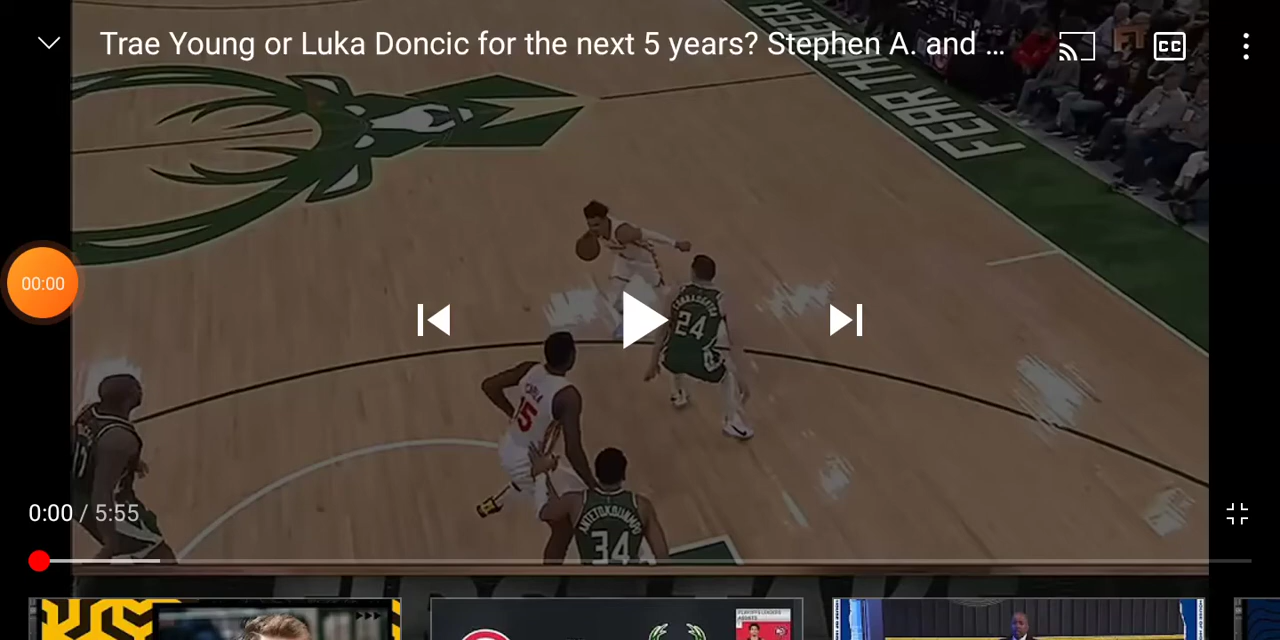 Trae Young or Luka Doncic for the next 5 years? Stephen A. and ...
CC
FEAR THE DEER
00:00
24
15
ANTETOKOUNMPO
34
0:00 / 5:55